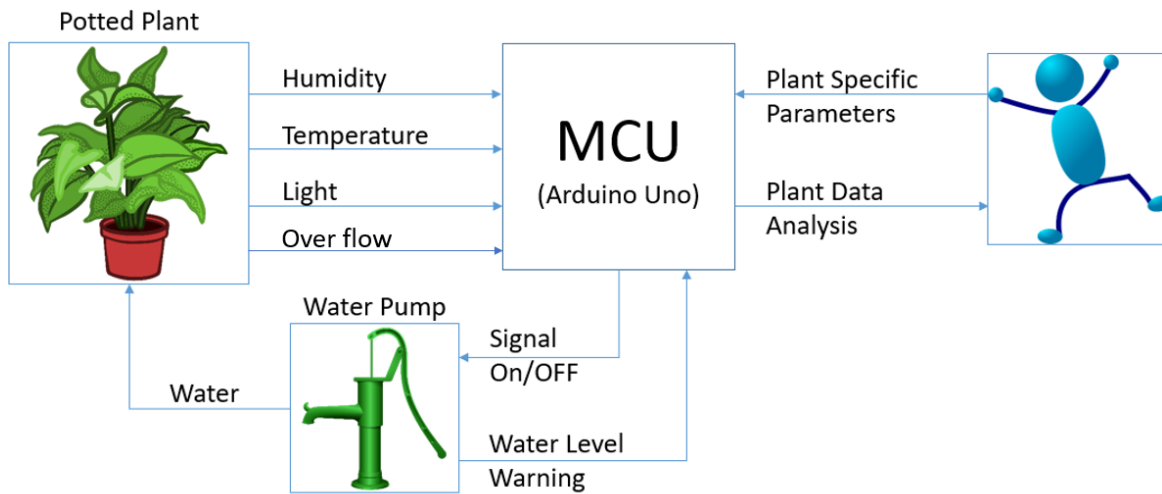 Potted Plant
Humidity
Temperature
Light
Over flow
MCU
(Arduino Uno)
Plant Specific
Parameters
Plant Data
Analysis
Water Pump
Signal
On/OFF
Water
Water Level
Warning